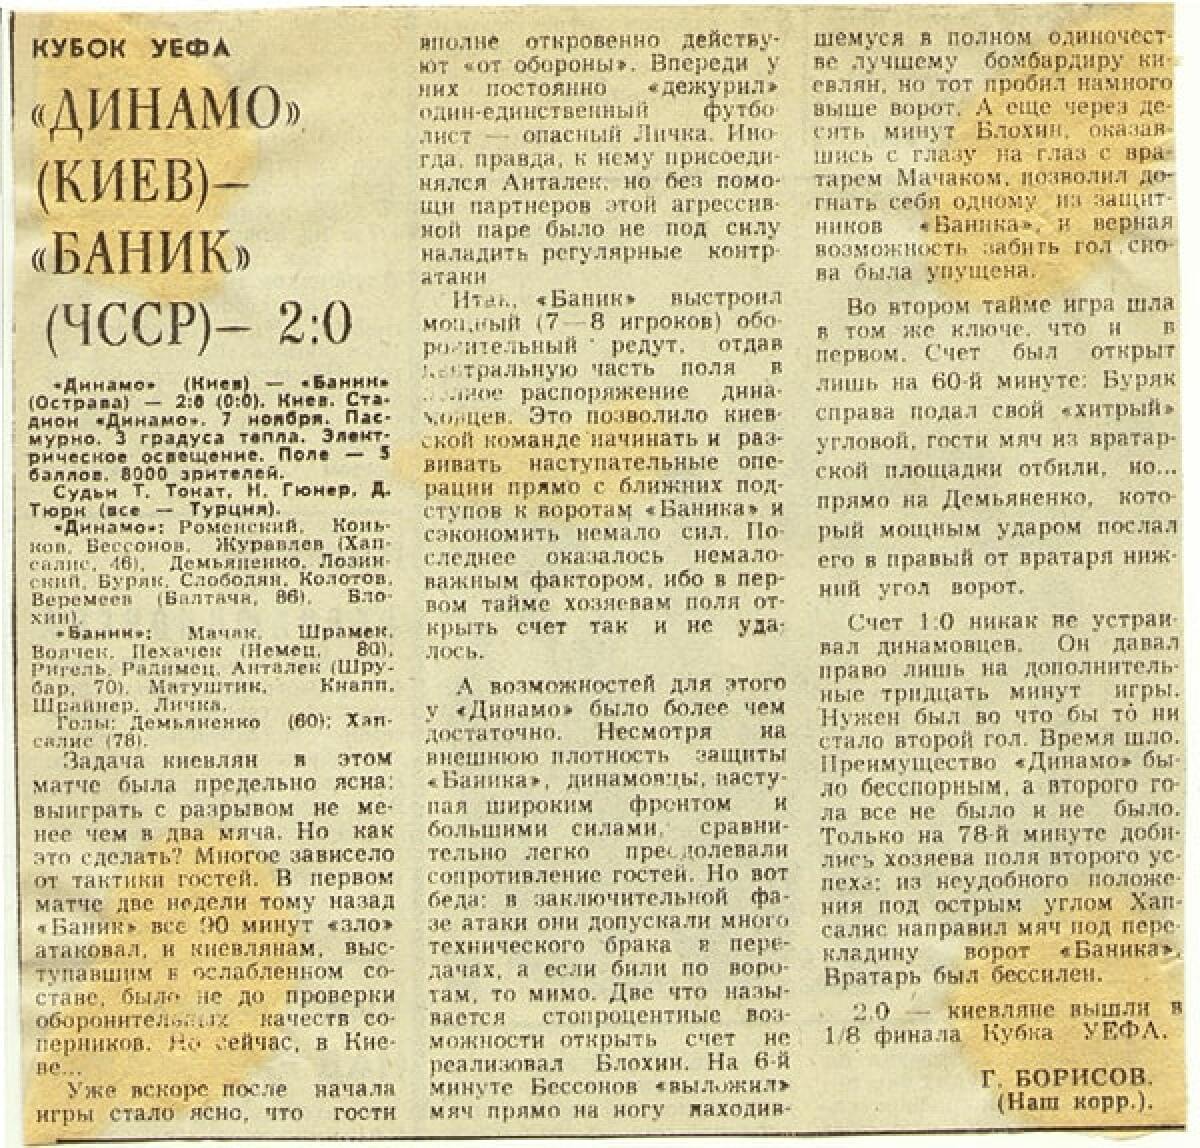 КУБОК УЕФА
«ДИНАМО»
(КИЕВ)—
«БАНИК»
(ЧССР)— 2:0
«Динамо» (Киев) — «Баник»
(Острава) — 2:0 (0:0). Киев. Ста-
дион «Динамо». 7 ноября. Пас-
мурно. 3 градуса тепла. Элект-
рическое освещение. Поле — 5
баллов. 8000 зрителей.
Судьи Т. Тонат, Н. Гюнер, Д.
Тюрк (все — Турция).
«Динамо»: Роменский, Конь-
ков, Бессонов, Журавлев (Хап-
салис, 46), Демьяненко, Лозин-
ский, Буряк, Слободян, Колотов,
Веремеев (Балтача, 86), Бло-
хин).
«Баник»: Мачак, Шрамек,
Воячек, Пехачек (Немец, 80),
Ригель, Радимец, Анталек (Шру-
бар, 70), Матуштик, Кнапп,
Шрайнер, Личка.
Голы: Демьяненко (60); Хап-
салис (78).
Задача киевлян в этом
матче была предельно ясна:
выиграть с разрывом не ме-
нее чем в два мяча. Но как
это сделать? Многое зависело
от тактики гостей. В первом
матче две недели тому назад
«Баник» все 90 минут «зло»
атаковал, и киевлянам, выс-
тупавшим в ослабленном со-
ставе, было не до проверки
оборонительных качеств со-
перников. Но сейчас, в Кие-
ве...
Уже вскоре после начала
игры стало ясно, что гости
вполне откровенно действу-
ют «от обороны». Впереди у
них постоянно «дежурил»
один-единственный футбо-
лист — опасный Личка. Ино-
гда, правда, к нему присоеди-
нялся Анталек, но без помо-
щи партнеров этой агрессив-
ной паре было не под силу
наладить регулярные контр-
атаки
Итак, «Баник» выстроил
мощный (7—8 игроков) обо-
ронительный редут, отдав
центральную часть поля в
полное распоряжение дина-
мовцев. Это позволило киев-
ской команде начинать и раз-
вивать наступательные опе-
рации прямо с ближних под-
ступов к воротам «Баника» и
сэкономить немало сил. По-
следнее оказалось немало-
важным фактором, ибо в пер-
вом тайме хозяевам поля от-
крыть счет так и не уда-
лось.
А возможностей для этого
у «Динамо» было более чем
достаточно. Несмотря на
внешнюю плотность защиты
«Баника», динамовцы, насту-
пая широким фронтом и
большими силами, сравни-
тельно легко преодолевали
сопротивление гостей. Но вот
беда: в заключительной фа-
зе атаки они допускали много
технического брака в пере-
дачах, а если били по воро-
там, то мимо. Две что назы-
вается стопроцентные воз-
можности открыть счет не
реализовал Блохин. На 6-й
минуте Бессонов «выложил»
мяч прямо на ногу находив-
шемуся в полном одиночест-
ве лучшему бомбардиру ки-
евлян, но тот пробил намного
выше ворот. А еще через де-
сять минут Блохин, оказав-
шись с глазу на глаз с вра-
тарем Мачаком, позволил до-
гнать себя одному из защит-
ников «Баника», и верная
возможность забить гол сно-
ва была упущена.
Во втором тайме игра шла
в том же ключе, что и в
первом. Счет был открыт
лишь на 60-й минуте: Буряк
справа подал свой «хитрый»
угловой, гости мяч из вратар-
ской площадки отбили, но...
прямо на Демьяненко, кото-
рый мощным ударом послал
его в правый от вратаря ниж-
ний угол ворот.
Счет 1:0 никак не устраи-
вал динамовцев. Он давал
право лишь на дополнитель-
ные тридцать минут игры.
Нужен был во что бы то ни
стало второй гол. Время шло.
Преимущество «Динамо» бы-
ло бесспорным, а второго го-
ла все не было и не было.
Только на 78-й минуте доби-
лись хозяева поля второго ус-
пеха: из неудобного положе-
ния под острым углом Хап-
салис направил мяч под пере-
кладину ворот «Баника».
Вратарь был бессилен.
2:0 — киевляне вышли в
1/8 финала Кубка УЕФА.
Г. БОРИСОВ.
(Наш корр.).